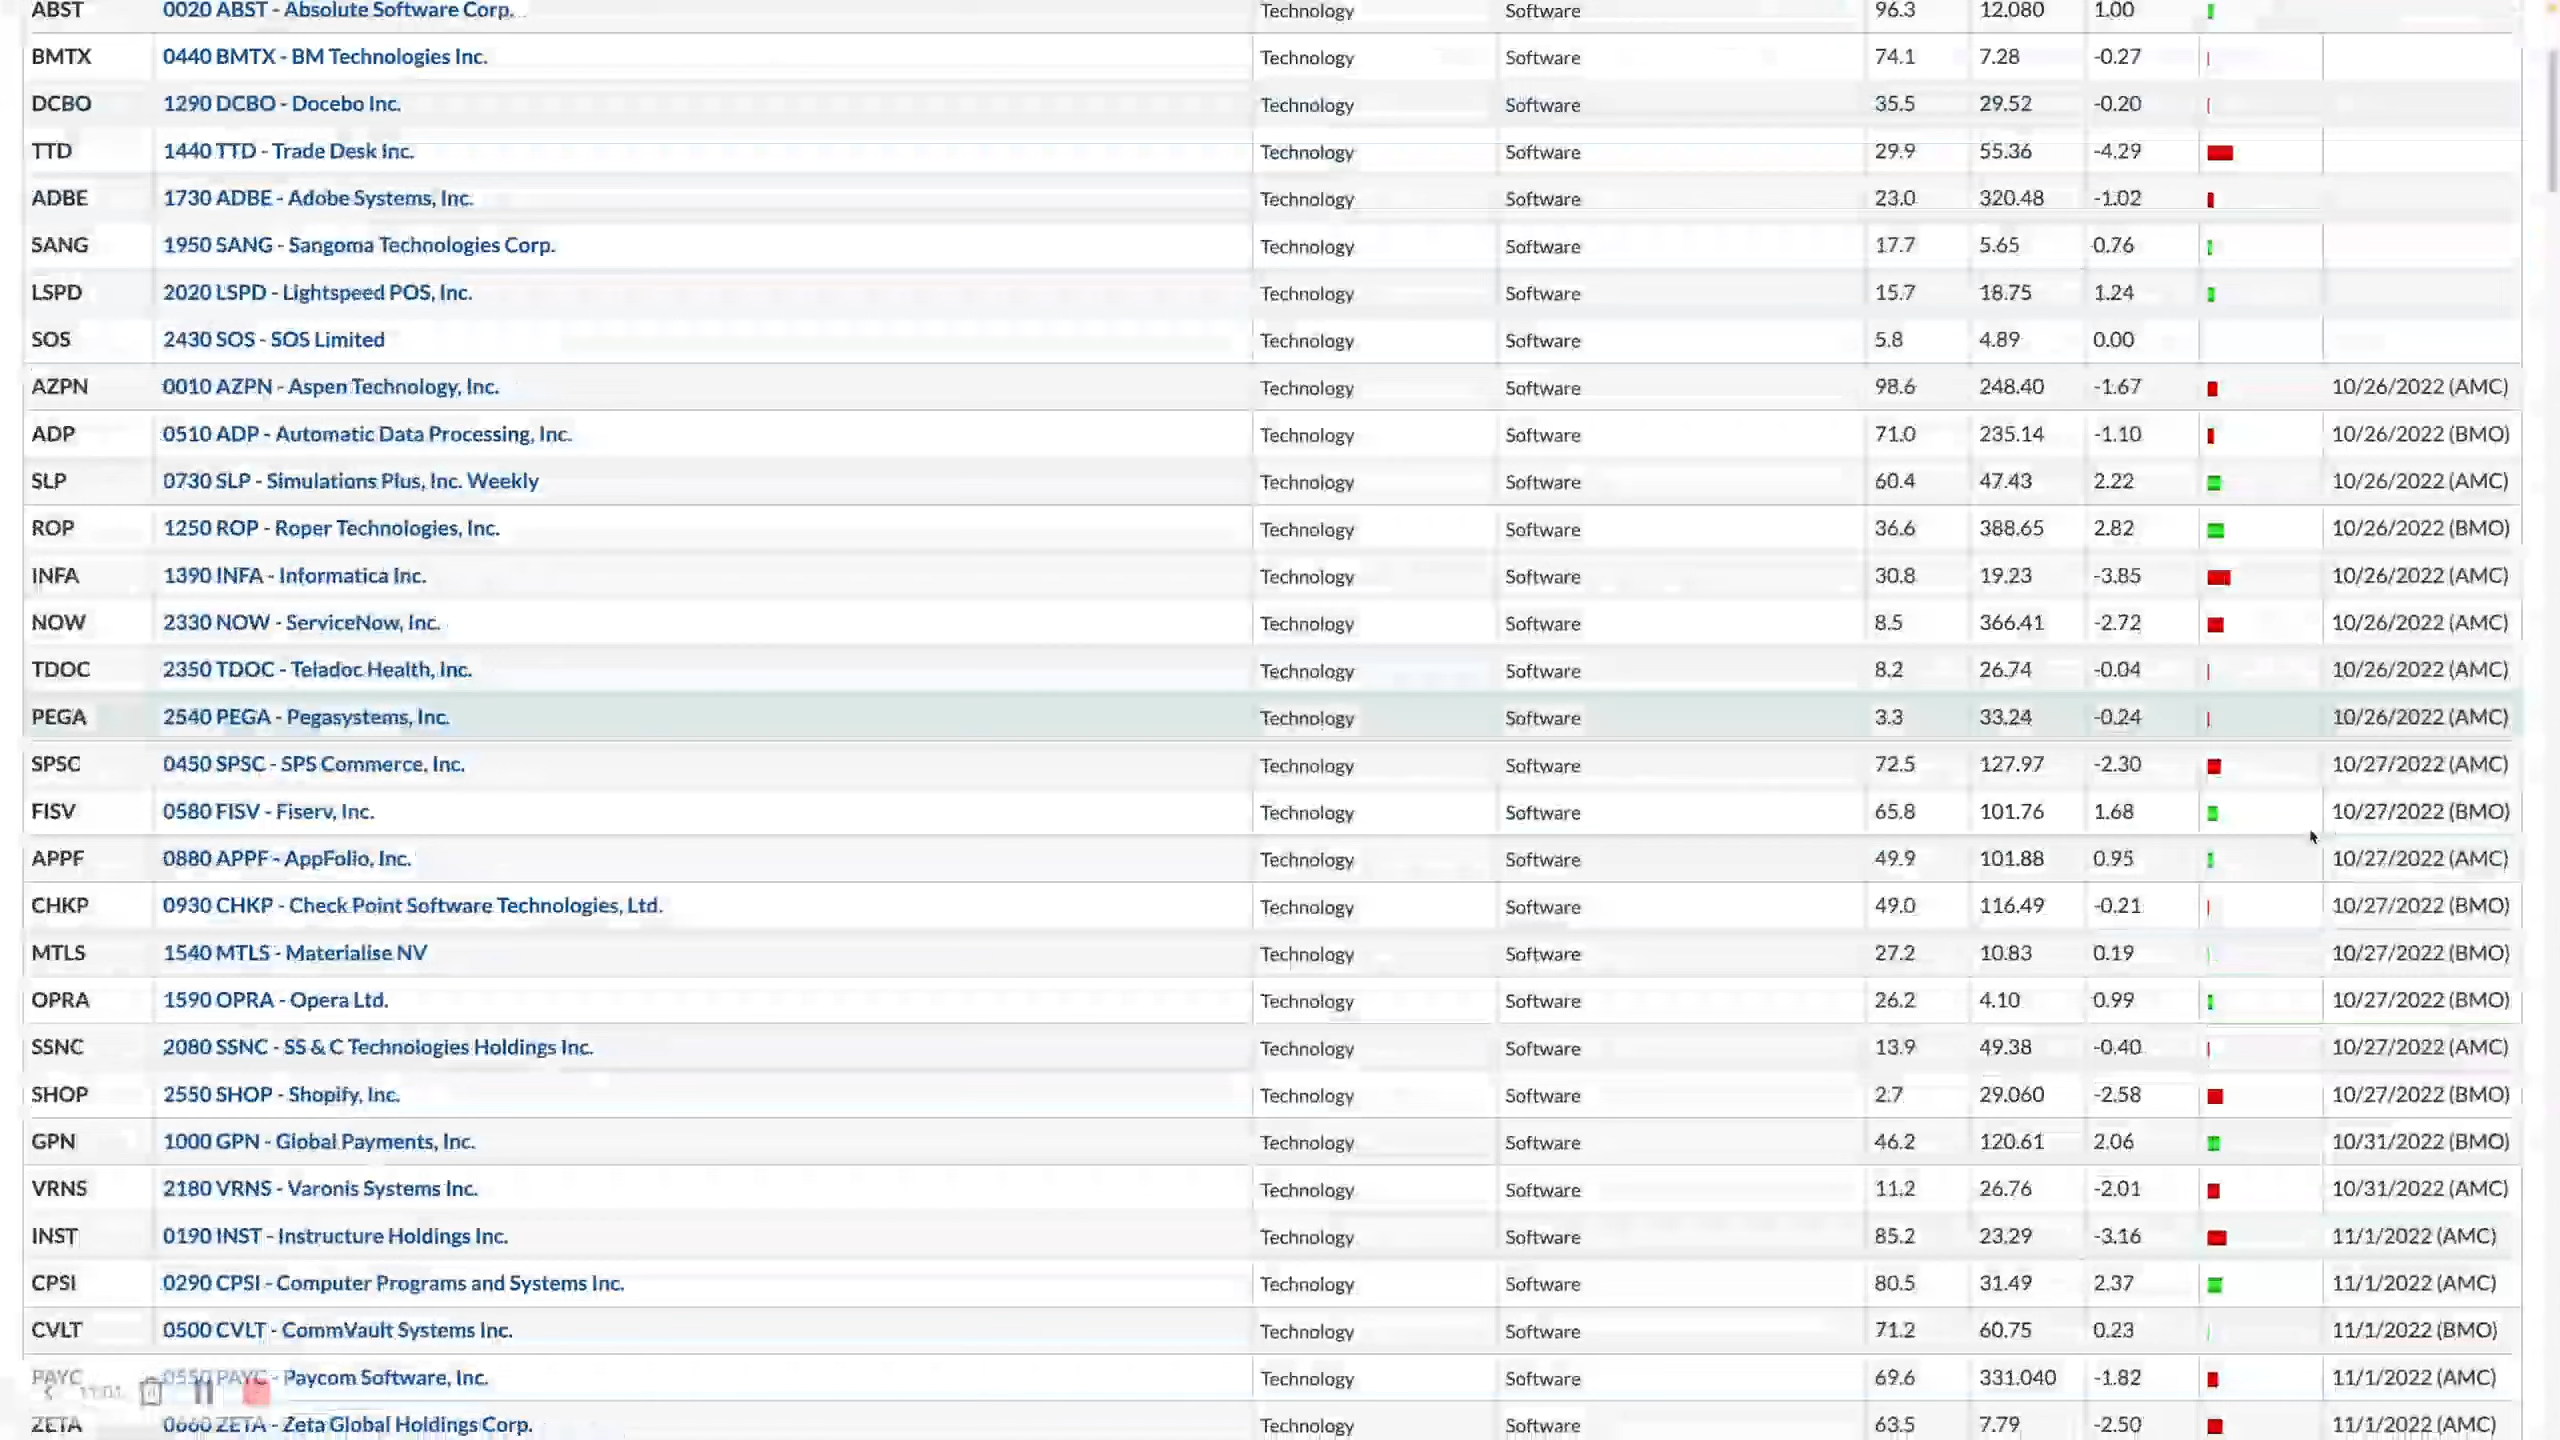 ABST 0020 ABST - Absolute Software Corp. Technology Software 96.3 12.080 1.00
BMTX 0440 BMTX - BM Technologies Inc. Technology Software 74.1 7.28 -0.27
DCBO 1290 DCBO - Docebo Inc. Technology Software 35.5 29.52 -0.20
TTD 1440 TTD - Trade Desk Inc. Technology Software 29.9 55.36 -4.29
ADBE 1730 ADBE - Adobe Systems, Inc. Technology Software 23.0 320.48 -1.02
SANG 1950 SANG - Sangoma Technologies Corp. Technology Software 17.7 5.65 0.76
LSPD 2020 LSPD - Lightspeed POS, Inc. Technology Software 15.7 18.75 1.24
SOS 2430 SOS - SOS Limited Technology Software 5.8 4.89 0.00
AZPN 0010 AZPN - Aspen Technology, Inc. Technology Software 98.6 248.40 -1.67 10/26/2022 (AMC)
ADP 0510 ADP - Automatic Data Processing, Inc. Technology Software 71.0 235.14 -1.10 10/26/2022 (BMO)
SLP 0730 SLP - Simulations Plus, Inc. Weekly Technology Software 60.4 47.43 2.22 10/26/2022 (AMC)
ROP 1250 ROP - Roper Technologies, Inc. Technology Software 36.6 388.65 2.82 10/26/2022 (BMO)
INFA 1390 INFA - Informatica Inc. Technology Software 30.8 19.23 -3.85 10/26/2022 (AMC)
NOW 2330 NOW - ServiceNow, Inc. Technology Software 8.5 366.41 -2.72 10/26/2022 (AMC)
TDOC 2350 TDOC - Teladoc Health, Inc. Technology Software 8.2 26.74 -0.04 10/26/2022 (AMC)
PEGA 2540 PEGA - Pegasystems, Inc. Technology Software 3.3 33.24 -0.24 10/26/2022 (AMC)
SPSC 0450 SPSC - SPS Commerce, Inc. Technology Software 72.5 127.97 -2.30 10/27/2022 (AMC)
FISV 0580 FISV - Fiserv, Inc. Technology Software 65.8 101.76 1.68 10/27/2022 (BMO)
APPF 0880 APPF - AppFolio, Inc. Technology Software 49.9 101.88 0.95 10/27/2022 (AMC)
CHKP 0930 CHKP - Check Point Software Technologies, Ltd. Technology Software 49.0 116.49 -0.21 10/27/2022 (BMO)
MTLS 1540 MTLS - Materialise NV Technology Software 27.2 10.83 0.19 10/27/2022 (BMO)
OPRA 1590 OPRA - Opera Ltd. Technology Software 26.2 4.10 0.99 10/27/2022 (BMO)
SSNC 2080 SSNC - SS & C Technologies Holdings Inc. Technology Software 13.9 49.38 -0.40 10/27/2022 (AMC)
SHOP 2550 SHOP - Shopify, Inc. Technology Software 2.7 29.060 -2.58 10/27/2022 (BMO)
GPN 1000 GPN - Global Payments, Inc. Technology Software 46.2 120.61 2.06 10/31/2022 (BMO)
VRNS 2180 VRNS - Varonis Systems Inc. Technology Software 11.2 26.76 -2.01 10/31/2022 (AMC)
INST 0190 INST - Instructure Holdings Inc. Technology Software 85.2 23.29 -3.16 11/1/2022 (AMC)
CPSI 0290 CPSI - Computer Programs and Systems Inc. Technology Software 80.5 31.49 2.37 11/1/2022 (AMC)
CVLT 0500 CVLT - CommVault Systems Inc. Technology Software 71.2 60.75 0.23 11/1/2022 (BMO)
PAYC 0550 PAYC - Paycom Software, Inc. Technology Software 69.6 331.040 -1.82 11/1/2022 (AMC)
ZETA 0660 ZETA - Zeta Global Holdings Corp. Technology Software 63.5 7.79 -2.50 11/1/2022 (AMC)